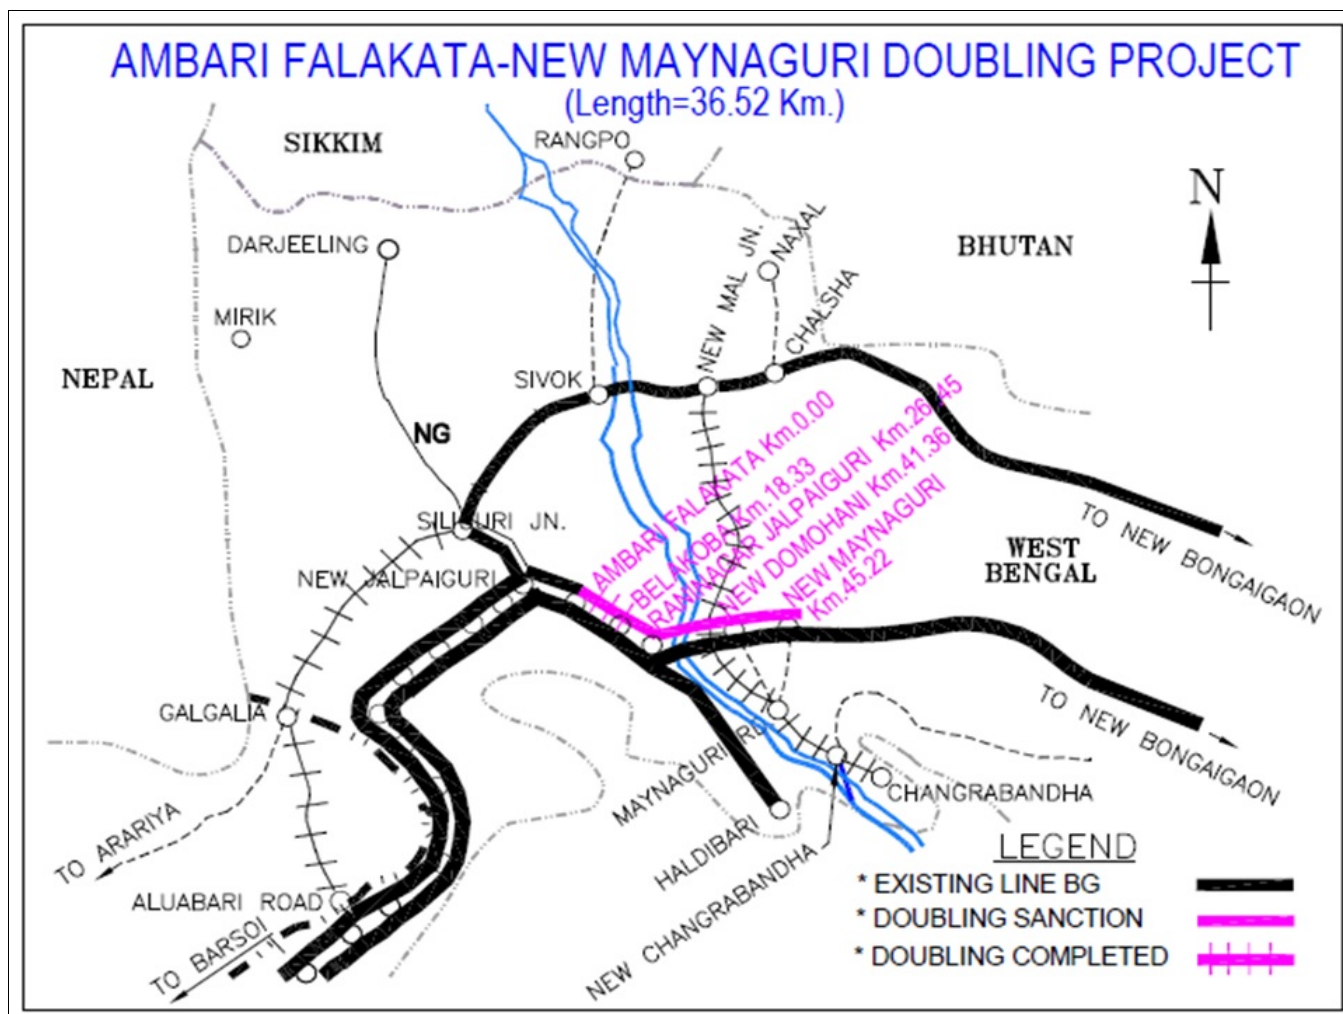 AMBARI FALAKATA-NEW MAYNAGURI DOUBLING PROJECT
(Length=36.52 Km.)
SIKKIM
RANGPO
N
DARJEELING
NAXAL
BHUTAN
MIRIK
NEW MAL JN.
CHALSHA
NEPAL
SIVOK
NG
AMBARI FALAKATA Km.0.00
BELAKOBA Km.18.33
RANINAGAR JALPAIGURI Km.26.45
NEW DOMOHANI Km.41.36
NEW MAYNAGURI
Km.45.22
SILIGURI JN.
TO NEW BONGAIGAON
WEST
BENGAL
NEW JALPAIGURI
GALGALIA
TO NEW BONGAIGAON
MAYNAGURI RD
CHANGRABANDHA
TO ARARIYA
HALDIBARI
NEW CHANGRABANDHA
ALUABARI ROAD
TO BARSOI
LEGEND
* EXISTING LINE BG
* DOUBLING SANCTION
* DOUBLING COMPLETED